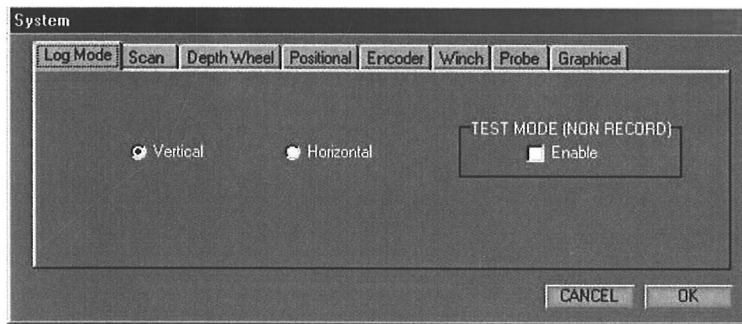 System
Log Mode Scan Depth Wheel Positional Encoder Winch Probe Graphical
TEST MODE (NON RECORD)
Vertical Horizontal Enable
CANCEL OK